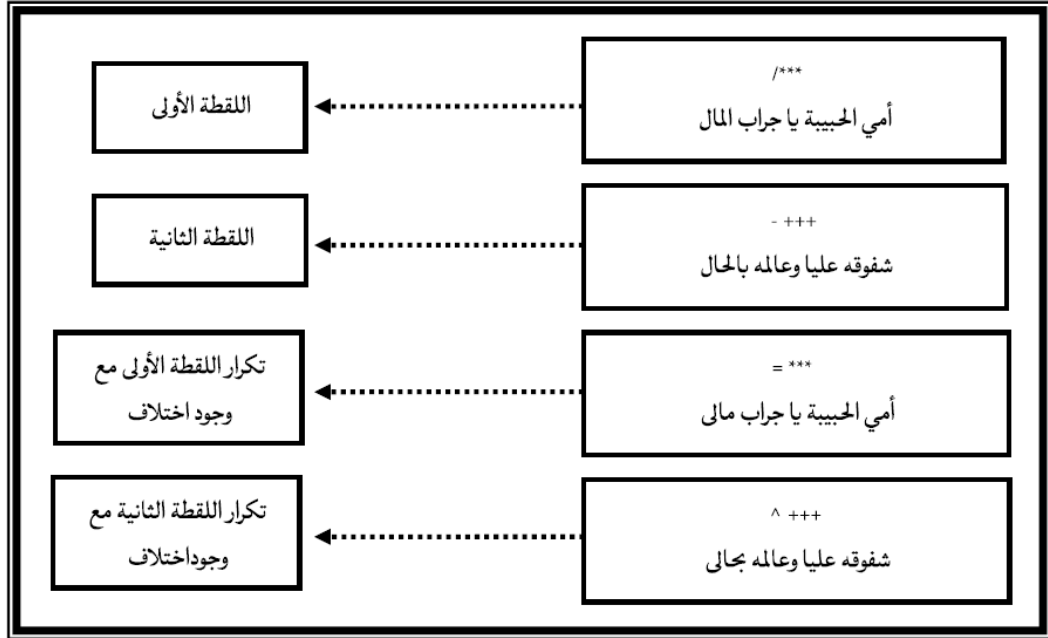 /***
أمي الحبيبة يا جراب المال
اللقطة الأولى
- +++
شفوقه عليا وعالمه بالحال
اللقطة الثانية
= ***
أمي الحبيبة يا جراب مالى
تكرار اللقطة الأولى مع
وجود اختلاف
^ +++
شفوقه عليا وعالمه بحالى
تكرار اللقطة الثانية مع
وجوداختلاف